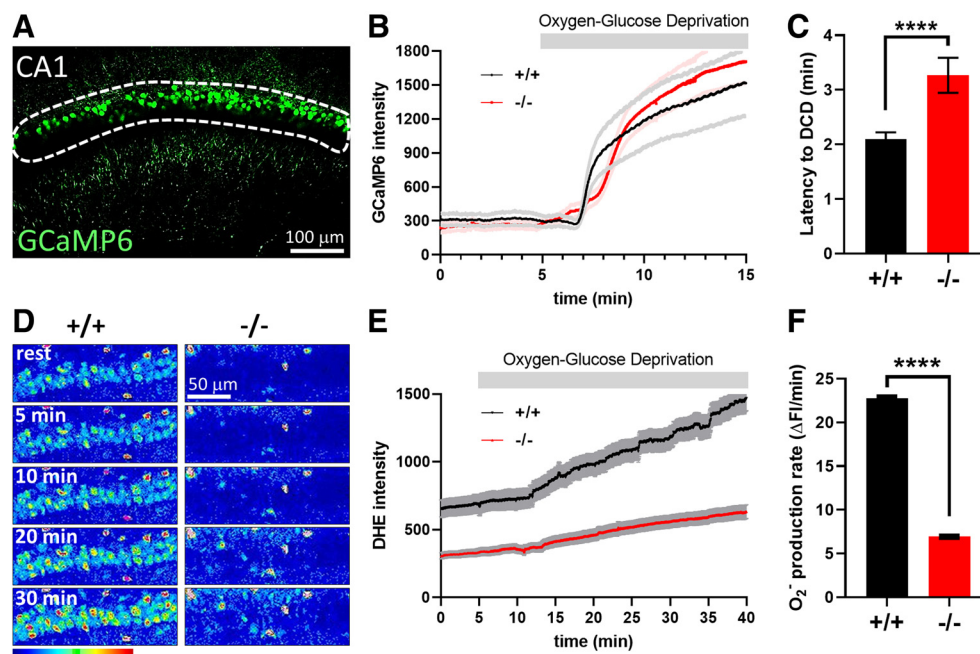 A
CA1
GCaMP6
100 μm
B
Oxygen-Glucose Deprivation
+/+
-/-
GCaMP6 intensity
1800
1500
1200
900
600
300
0
0 5 10 15
time (min)
C
****
Latency to DCD (min)
4
3
2
1
0
+/+ -/-
D
+/+ -/-
rest
50 μm
5 min
10 min
20 min
30 min
E
Oxygen-Glucose Deprivation
+/+
-/-
DHE intensity
1500
1000
500
0
0 5 10 15 20 25 30 35 40
time (min)
F
****
O2- production rate (ΔFI/min)
25
20
15
10
5
0
+/+ -/-